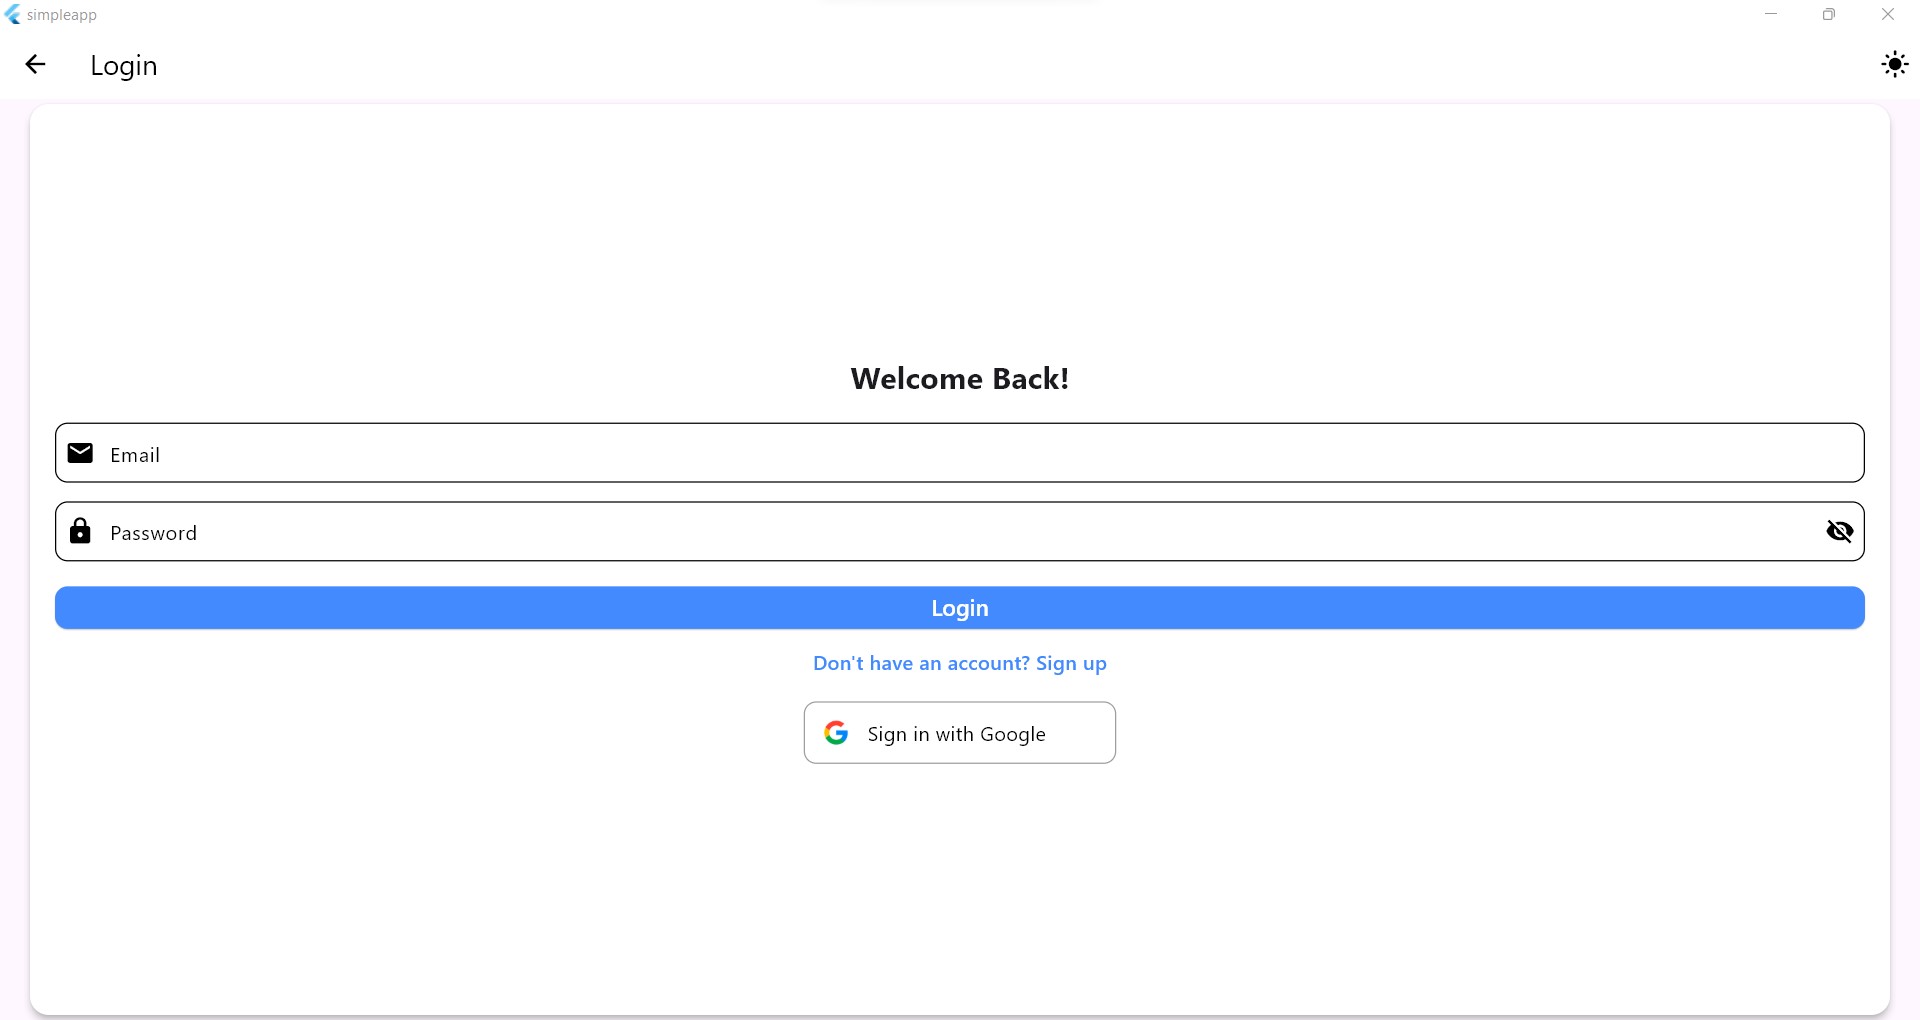 simpleapp
Login
Welcome Back!
Email
Password
Login
Don't have an account? Sign up
Sign in with Google